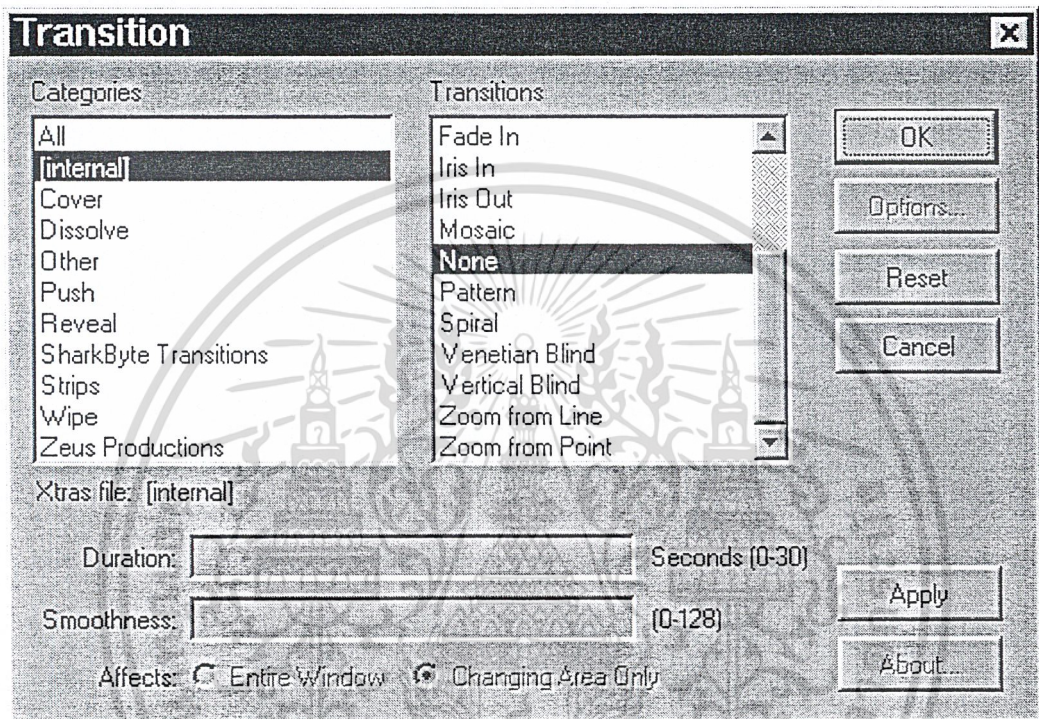 Transition
Categories
All
[internal]
Cover
Dissolve
Other
Push
Reveal
SharkByte Transitions
Strips
Wipe
Zeus Productions
Transitions
Fade In
Iris In
Iris Out
Mosaic
None
Pattern
Spiral
Venetian Blind
Vertical Blind
Zoom from Line
Zoom from Point
OK
Options...
Reset
Cancel
Xtras file: [internal]
Duration: Seconds (0-30)
Smoothness: (0-128)
Affects: Entire Window Changing Area Only
Apply
About...